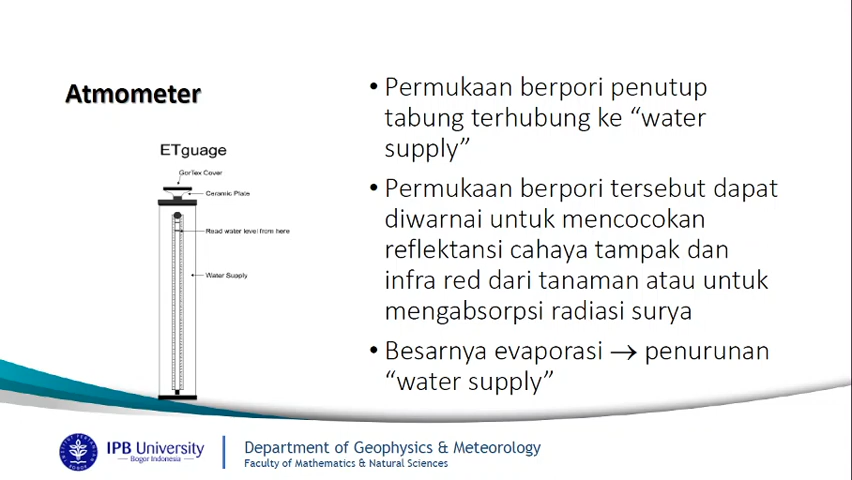 Atmometer
ETguage
GorTex Cover
Ceramic Plate
Read water level from here
Water Supply
• Permukaan berpori penutup
tabung terhubung ke “water
supply”
• Permukaan berpori tersebut dapat
diwarnai untuk mencocokan
reflektansi cahaya tampak dan
infra red dari tanaman atau untuk
mengabsorpsi radiasi surya
• Besarnya evaporasi → penurunan
“water supply”
IPB University
Bogor Indonesia
Department of Geophysics & Meteorology
Faculty of Mathematics & Natural Sciences